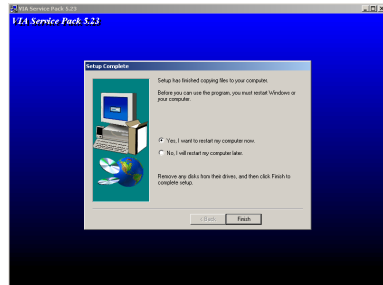 VIA Service Pack 5.23
VIA Service Pack 5.23
Setup Complete
Setup has finished copying files to your computer.
Before you can use the program, you must restart Windows or
your computer.
Yes, I want to restart my computer now.
No, I will restart my computer later.
Remove any disks from their drives, and then click Finish to
complete setup.
< Back
Finish